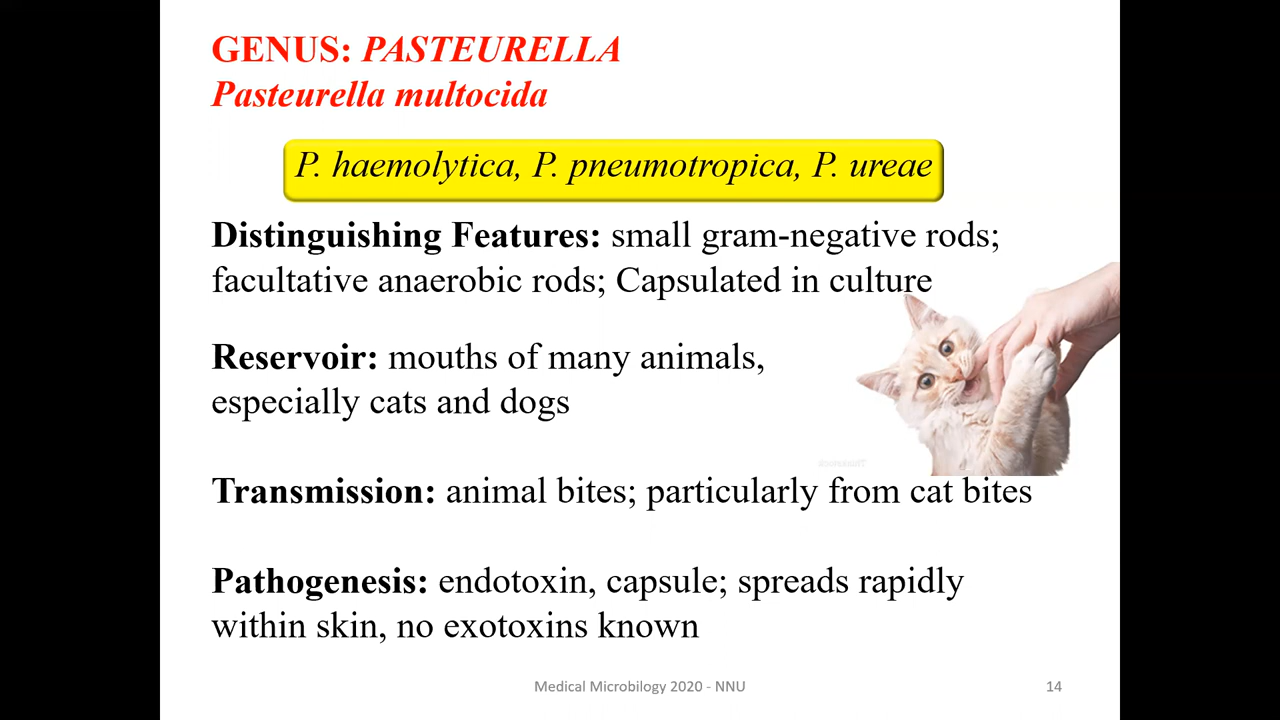 GENUS: PASTEURELLA
Pasteurella multocida
P. haemolytica, P. pneumotropica, P. ureae
Distinguishing Features: small gram-negative rods;
facultative anaerobic rods; Capsulated in culture
Reservoir: mouths of many animals,
especially cats and dogs
Transmission: animal bites; particularly from cat bites
Pathogenesis: endotoxin, capsule; spreads rapidly
within skin, no exotoxins known
Medical Microbilogy 2020 - NNU
14